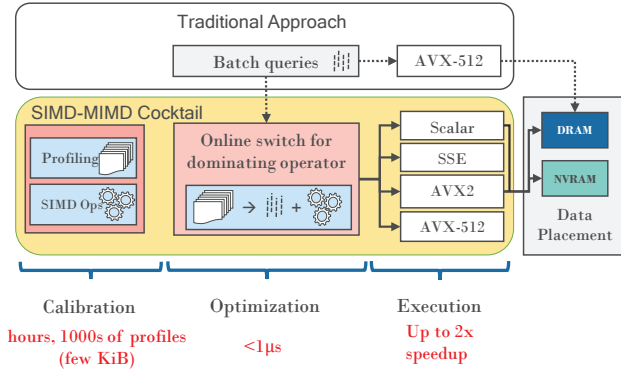 Traditional Approach
Batch queries
AVX-512
SIMD-MIMD Cocktail
Profiling
SIMD Ops
Online switch for
dominating operator
→ +
Scalar
SSE
AVX2
AVX-512
DRAM
NVRAM
Data
Placement
Calibration
hours, 1000s of profiles
(few KiB)
Optimization
<1μs
Execution
Up to 2x
speedup